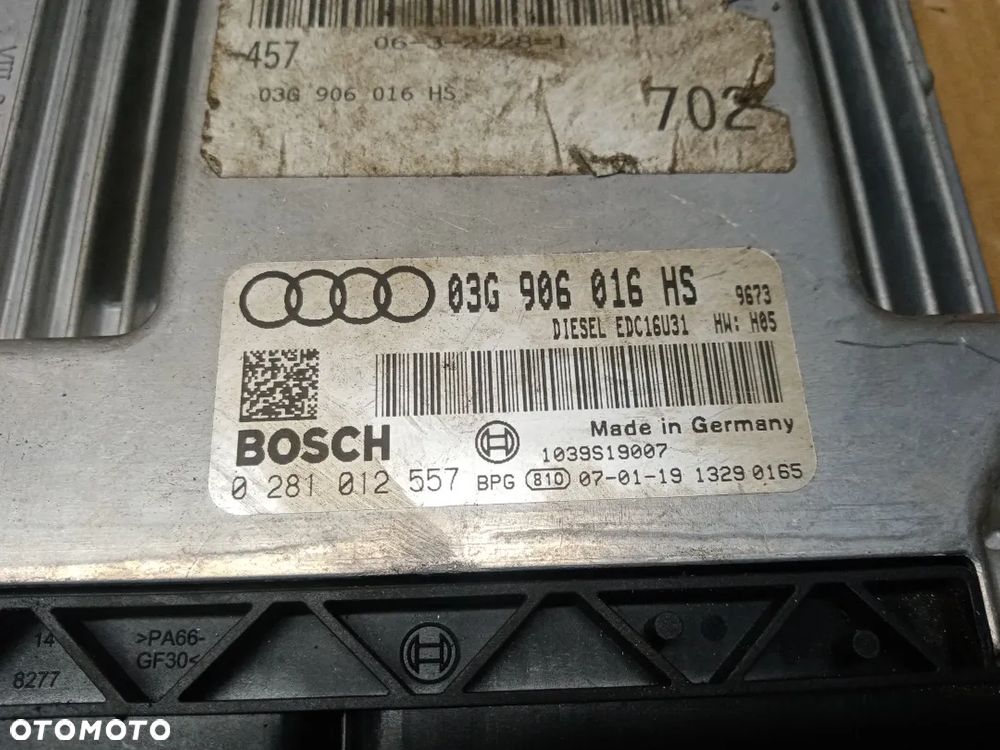 06-3-2228-1
457
03G 906 016 HS
702
03G 906 016 HS 9673
DIESEL EDC16U31 HW: H05
BOSCH
Made in Germany
1039S19007
0 281 012 557 BPG 81D 07-01-19 1329 0165
14
>PA66-
GF30<
8277
OTOMOTO